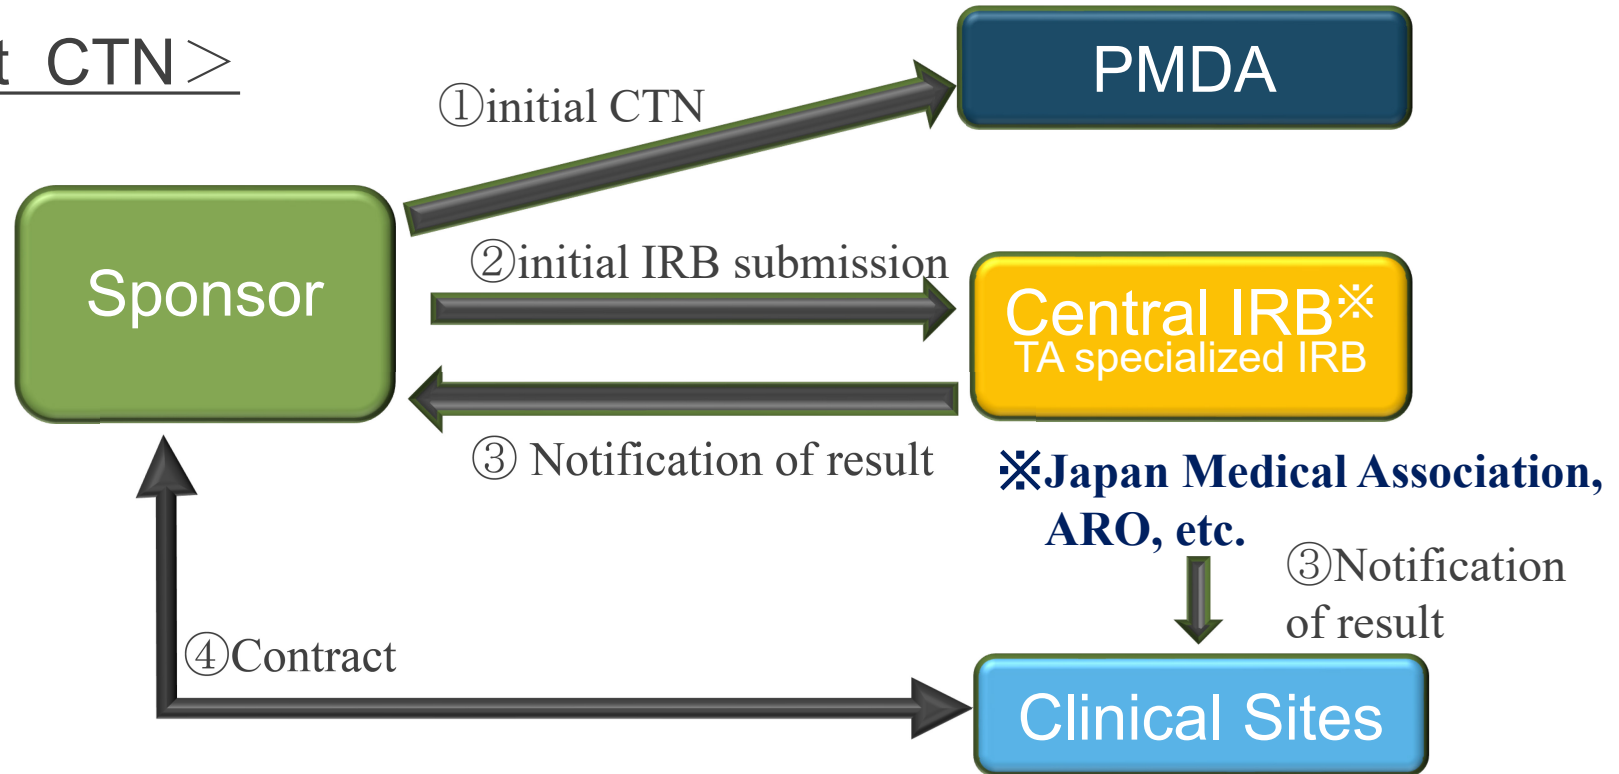 t CTN＞
PMDA
①initial CTN
Sponsor
②initial IRB submission
Central IRB※
TA specialized IRB
③ Notification of result
※Japan Medical Association,
ARO, etc.
③Notification
of result
④Contract
Clinical Sites